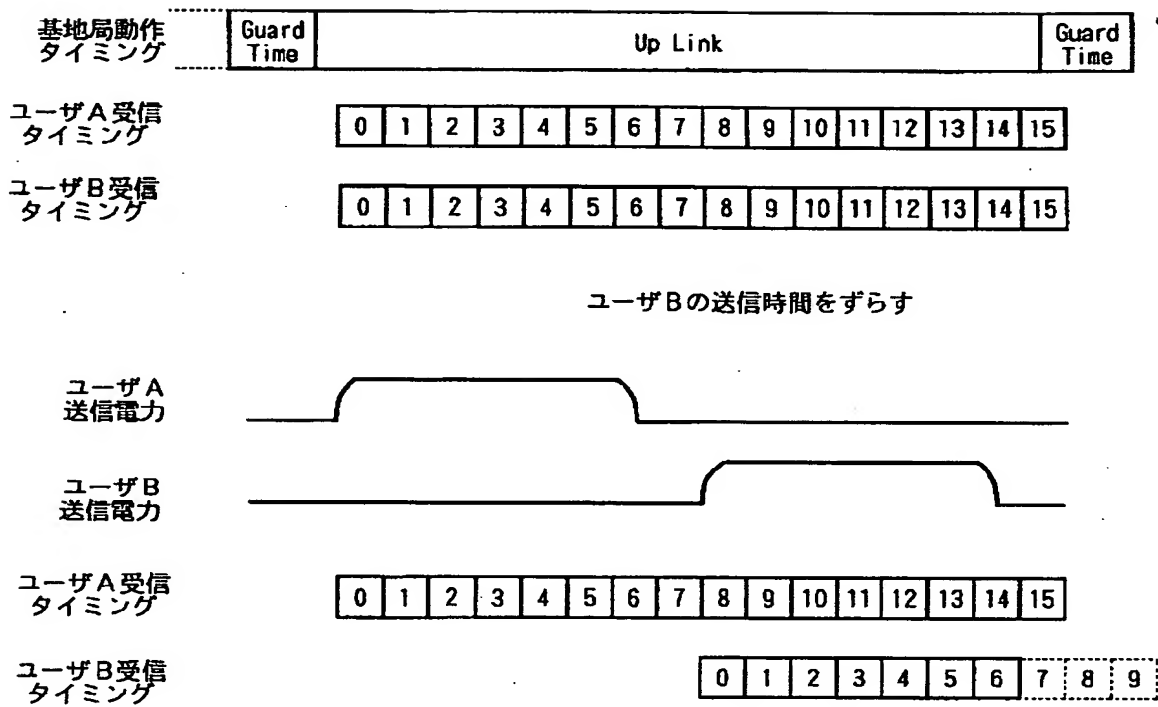 基地局動作
タイミング
Guard
Time
Up Link
Guard
Time
ユーザA受信
タイミング
0 1 2 3 4 5 6 7 8 9 10 11 12 13 14 15
ユーザB受信
タイミング
0 1 2 3 4 5 6 7 8 9 10 11 12 13 14 15
ユーザBの送信時間をずらす
ユーザA
送信電力
ユーザB
送信電力
ユーザA受信
タイミング
0 1 2 3 4 5 6 7 8 9 10 11 12 13 14 15
ユーザB受信
タイミング
0 1 2 3 4 5 6 7 8 9